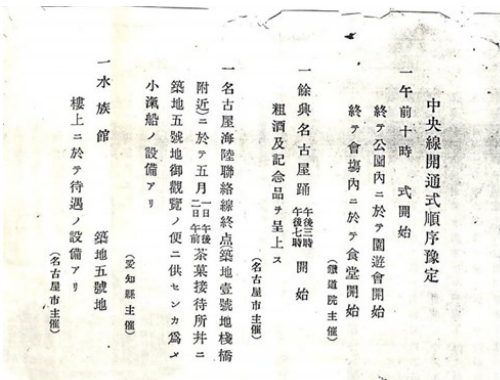 中央線開通式順序豫定
一午前十時 式開始
終テ公園内ニ於テ園遊會開始
終テ會塲内ニ於テ食堂開始
(鐵道院主催)
一餘興名古屋踊 午後三時 午後七時 開始
粗酒及記念品ヲ呈上ス
(名古屋市主催)
一名古屋海陸聯絡線終点築地壹號地棧橋
附近ニ於テ五月 一日午後 二日午前 茶菓接待所幷ニ
築地五號地御觀覽ノ便ニ供センカ爲メ
小滊船ノ設備アリ
(愛知縣主催)
一水族館 築地五號地
樓上ニ於テ待遇ノ設備アリ
(名古屋市主催)